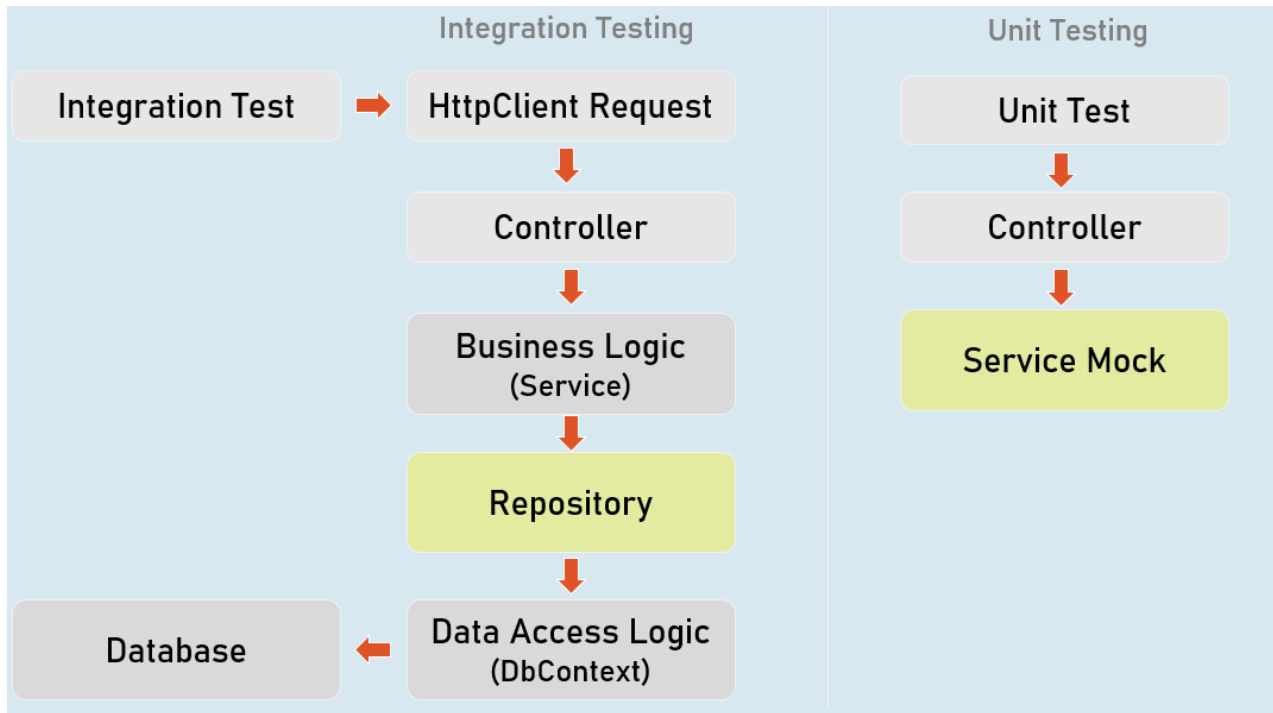 Integration Testing
Integration Test
HttpClient Request
Controller
Business Logic
(Service)
Repository
Data Access Logic
(DbContext)
Database
Unit Testing
Unit Test
Controller
Service Mock